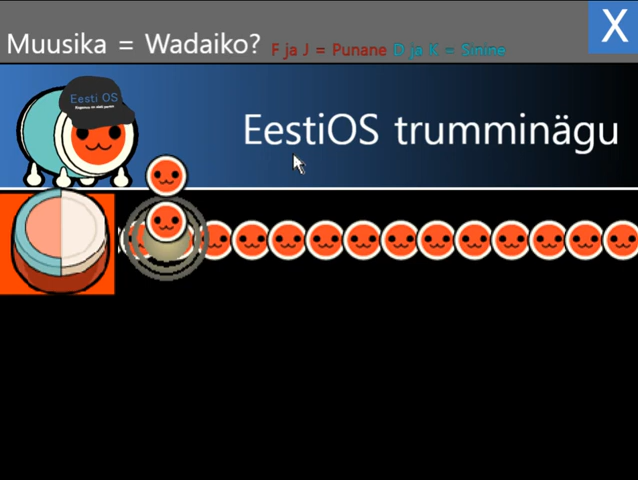 Muusika = Wadaiko? F ja J = Punane D ja K = Sinine
X
Eesti OS
EestiOS trumminägu